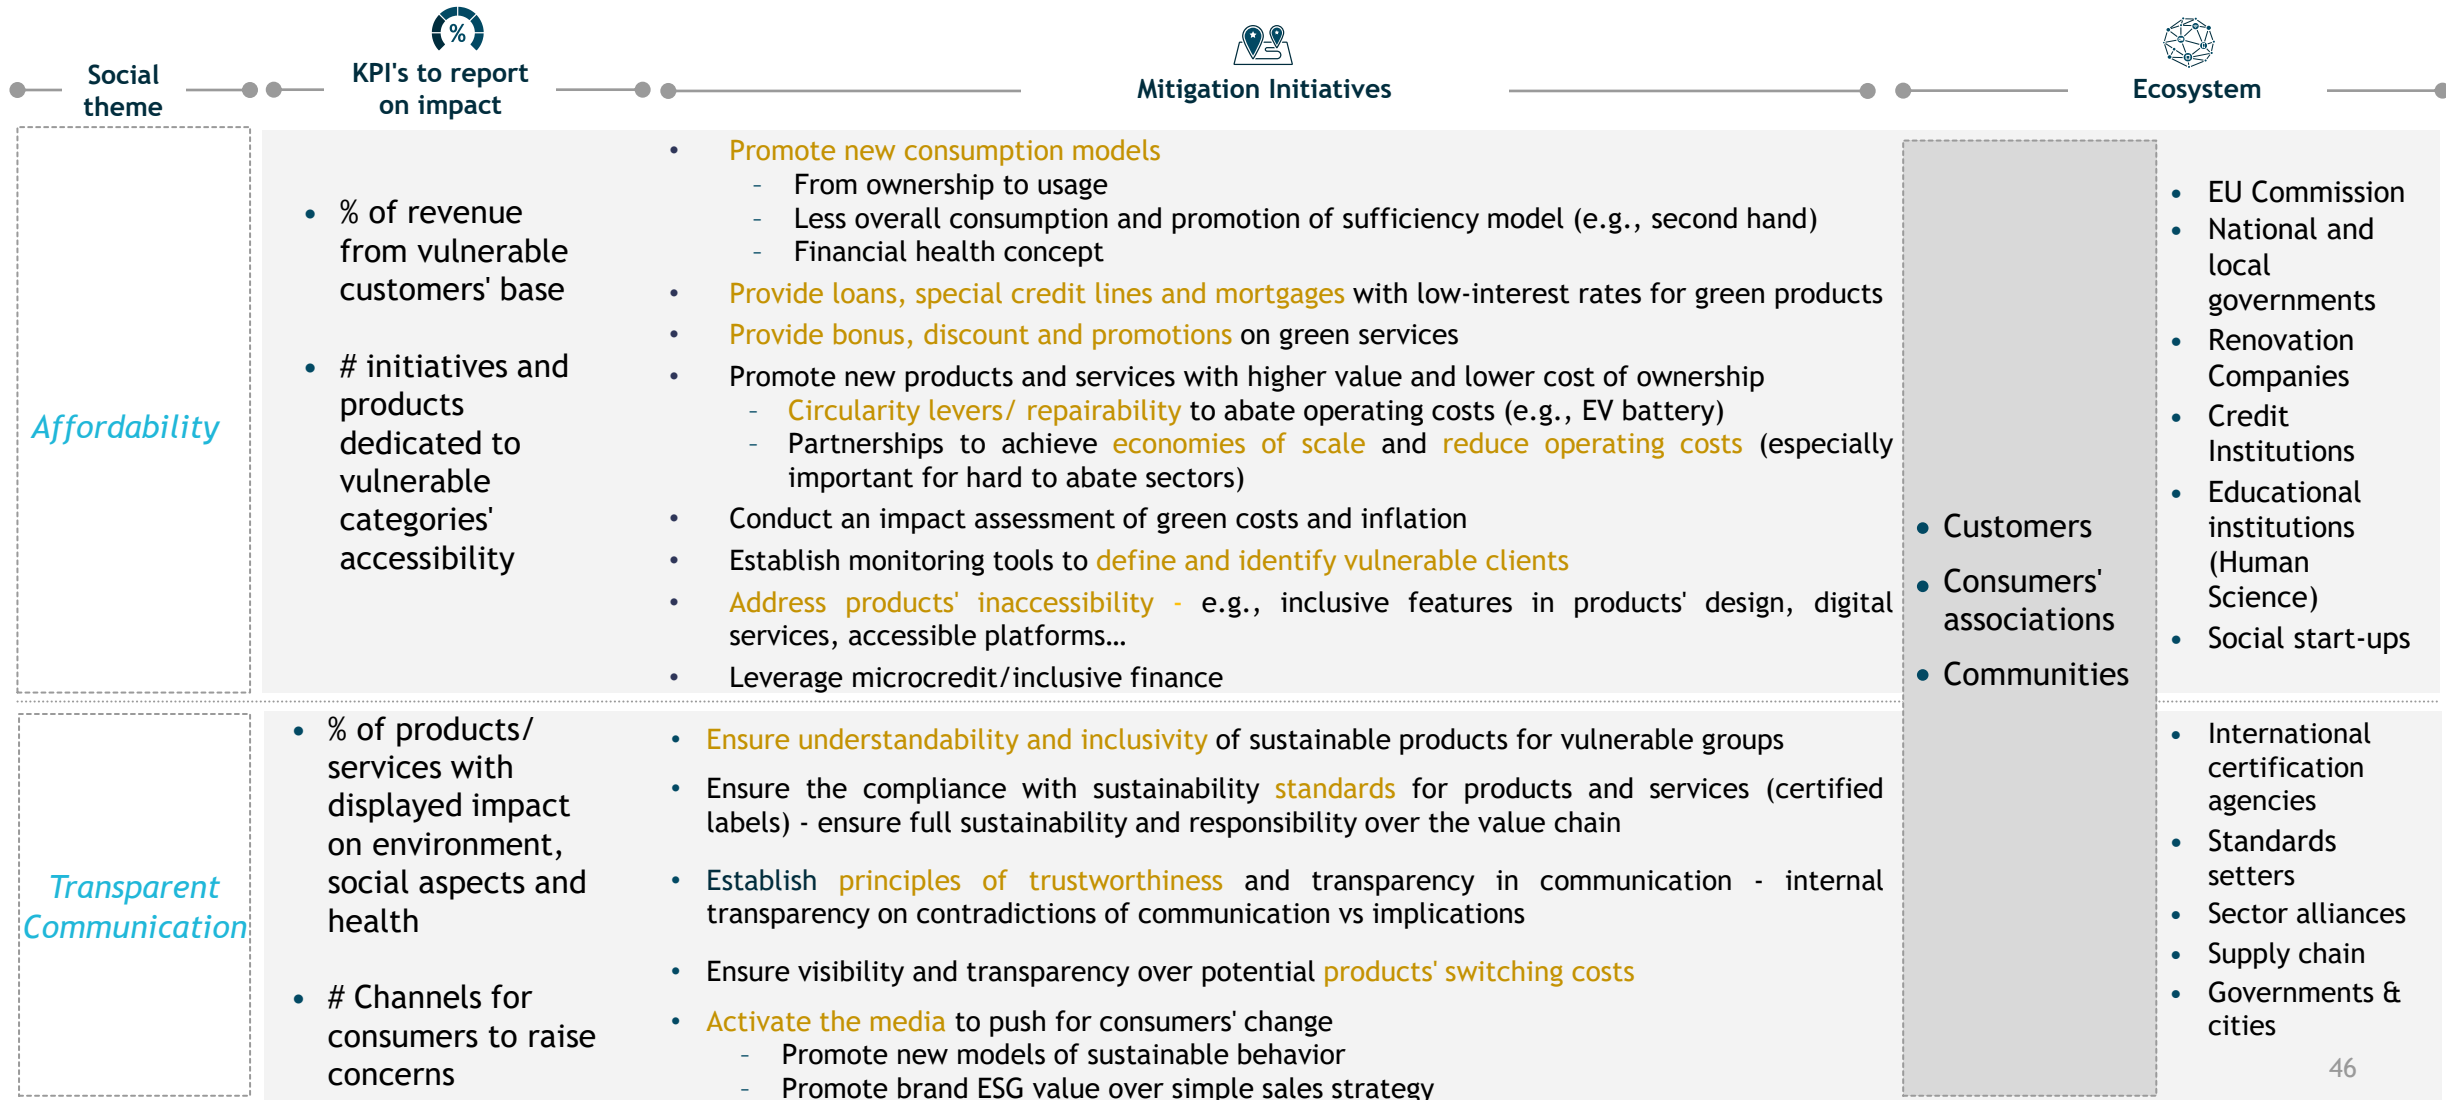 %
Social
theme
KPI's to report
on impact
Mitigation Initiatives
Ecosystem
Affordability
• % of revenue
from vulnerable
customers' base
• # initiatives and
products
dedicated to
vulnerable
categories'
accessibility
• Promote new consumption models
- From ownership to usage
- Less overall consumption and promotion of sufficiency model (e.g., second hand)
- Financial health concept
• Provide loans, special credit lines and mortgages with low-interest rates for green products
• Provide bonus, discount and promotions on green services
• Promote new products and services with higher value and lower cost of ownership
- Circularity levers/ repairability to abate operating costs (e.g., EV battery)
- Partnerships to achieve economies of scale and reduce operating costs (especially
important for hard to abate sectors)
• Conduct an impact assessment of green costs and inflation
• Establish monitoring tools to define and identify vulnerable clients
• Address products' inaccessibility - e.g., inclusive features in products' design, digital
services, accessible platforms…
• Leverage microcredit/inclusive finance
• Customers
• Consumers'
associations
• Communities
• EU Commission
• National and
local
governments
• Renovation
Companies
• Credit
Institutions
• Educational
institutions
(Human
Science)
• Social start-ups
Transparent
Communication
• % of products/
services with
displayed impact
on environment,
social aspects and
health
• # Channels for
consumers to raise
concerns
• Ensure understandability and inclusivity of sustainable products for vulnerable groups
• Ensure the compliance with sustainability standards for products and services (certified
labels) - ensure full sustainability and responsibility over the value chain
• Establish principles of trustworthiness and transparency in communication - internal
transparency on contradictions of communication vs implications
• Ensure visibility and transparency over potential products' switching costs
• Activate the media to push for consumers' change
- Promote new models of sustainable behavior
- Promote brand ESG value over simple sales strategy
• International
certification
agencies
• Standards
setters
• Sector alliances
• Supply chain
• Governments &
cities
46